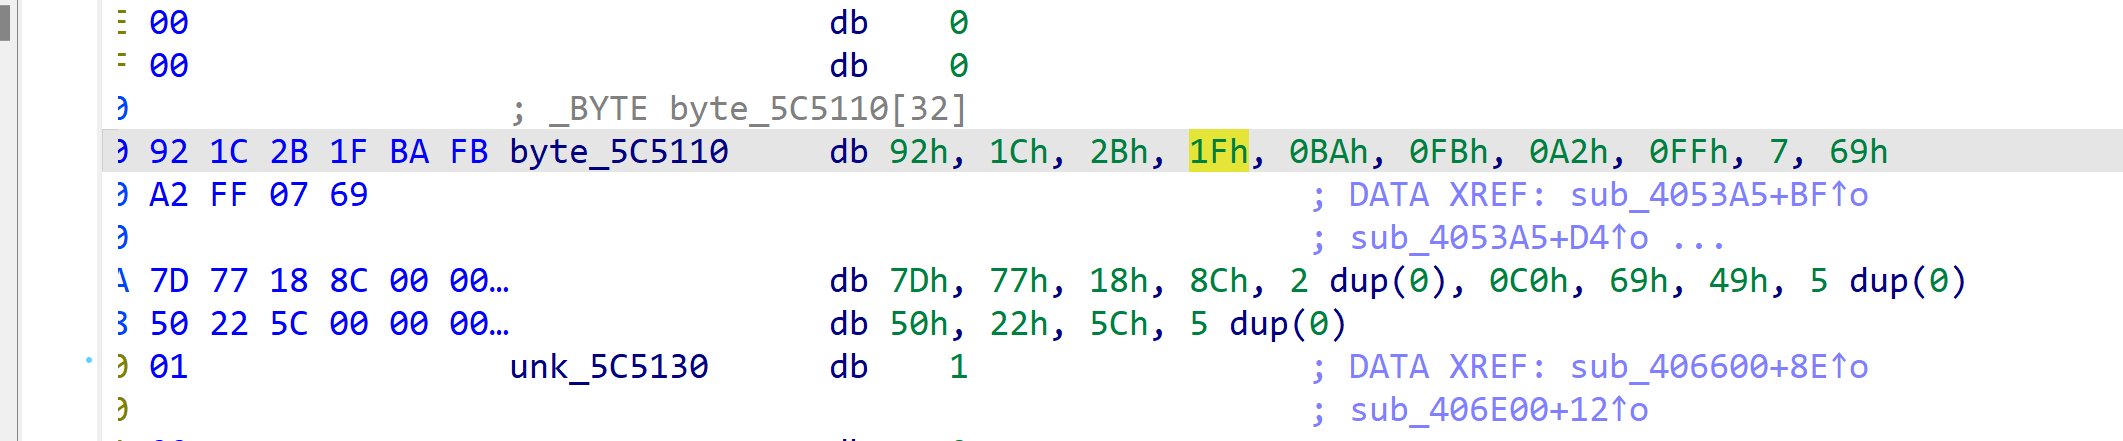 00 db 0
00 db 0
; _BYTE byte_5C5110[32]
0 92 1C 2B 1F BA FB byte_5C5110 db 92h, 1Ch, 2Bh, 1Fh, 0BAh, 0FBh, 0A2h, 0FFh, 7, 69h
0 A2 FF 07 69 ; DATA XREF: sub_4053A5+BF↑o
0 ; sub_4053A5+D4↑o ...
A 7D 77 18 8C 00 00… db 7Dh, 77h, 18h, 8Ch, 2 dup(0), 0C0h, 69h, 49h, 5 dup(0)
50 22 5C 00 00 00… db 50h, 22h, 5Ch, 5 dup(0)
0 01 unk_5C5130 db 1 ; DATA XREF: sub_406600+8E↑o
0 ; sub_406E00+12↑o